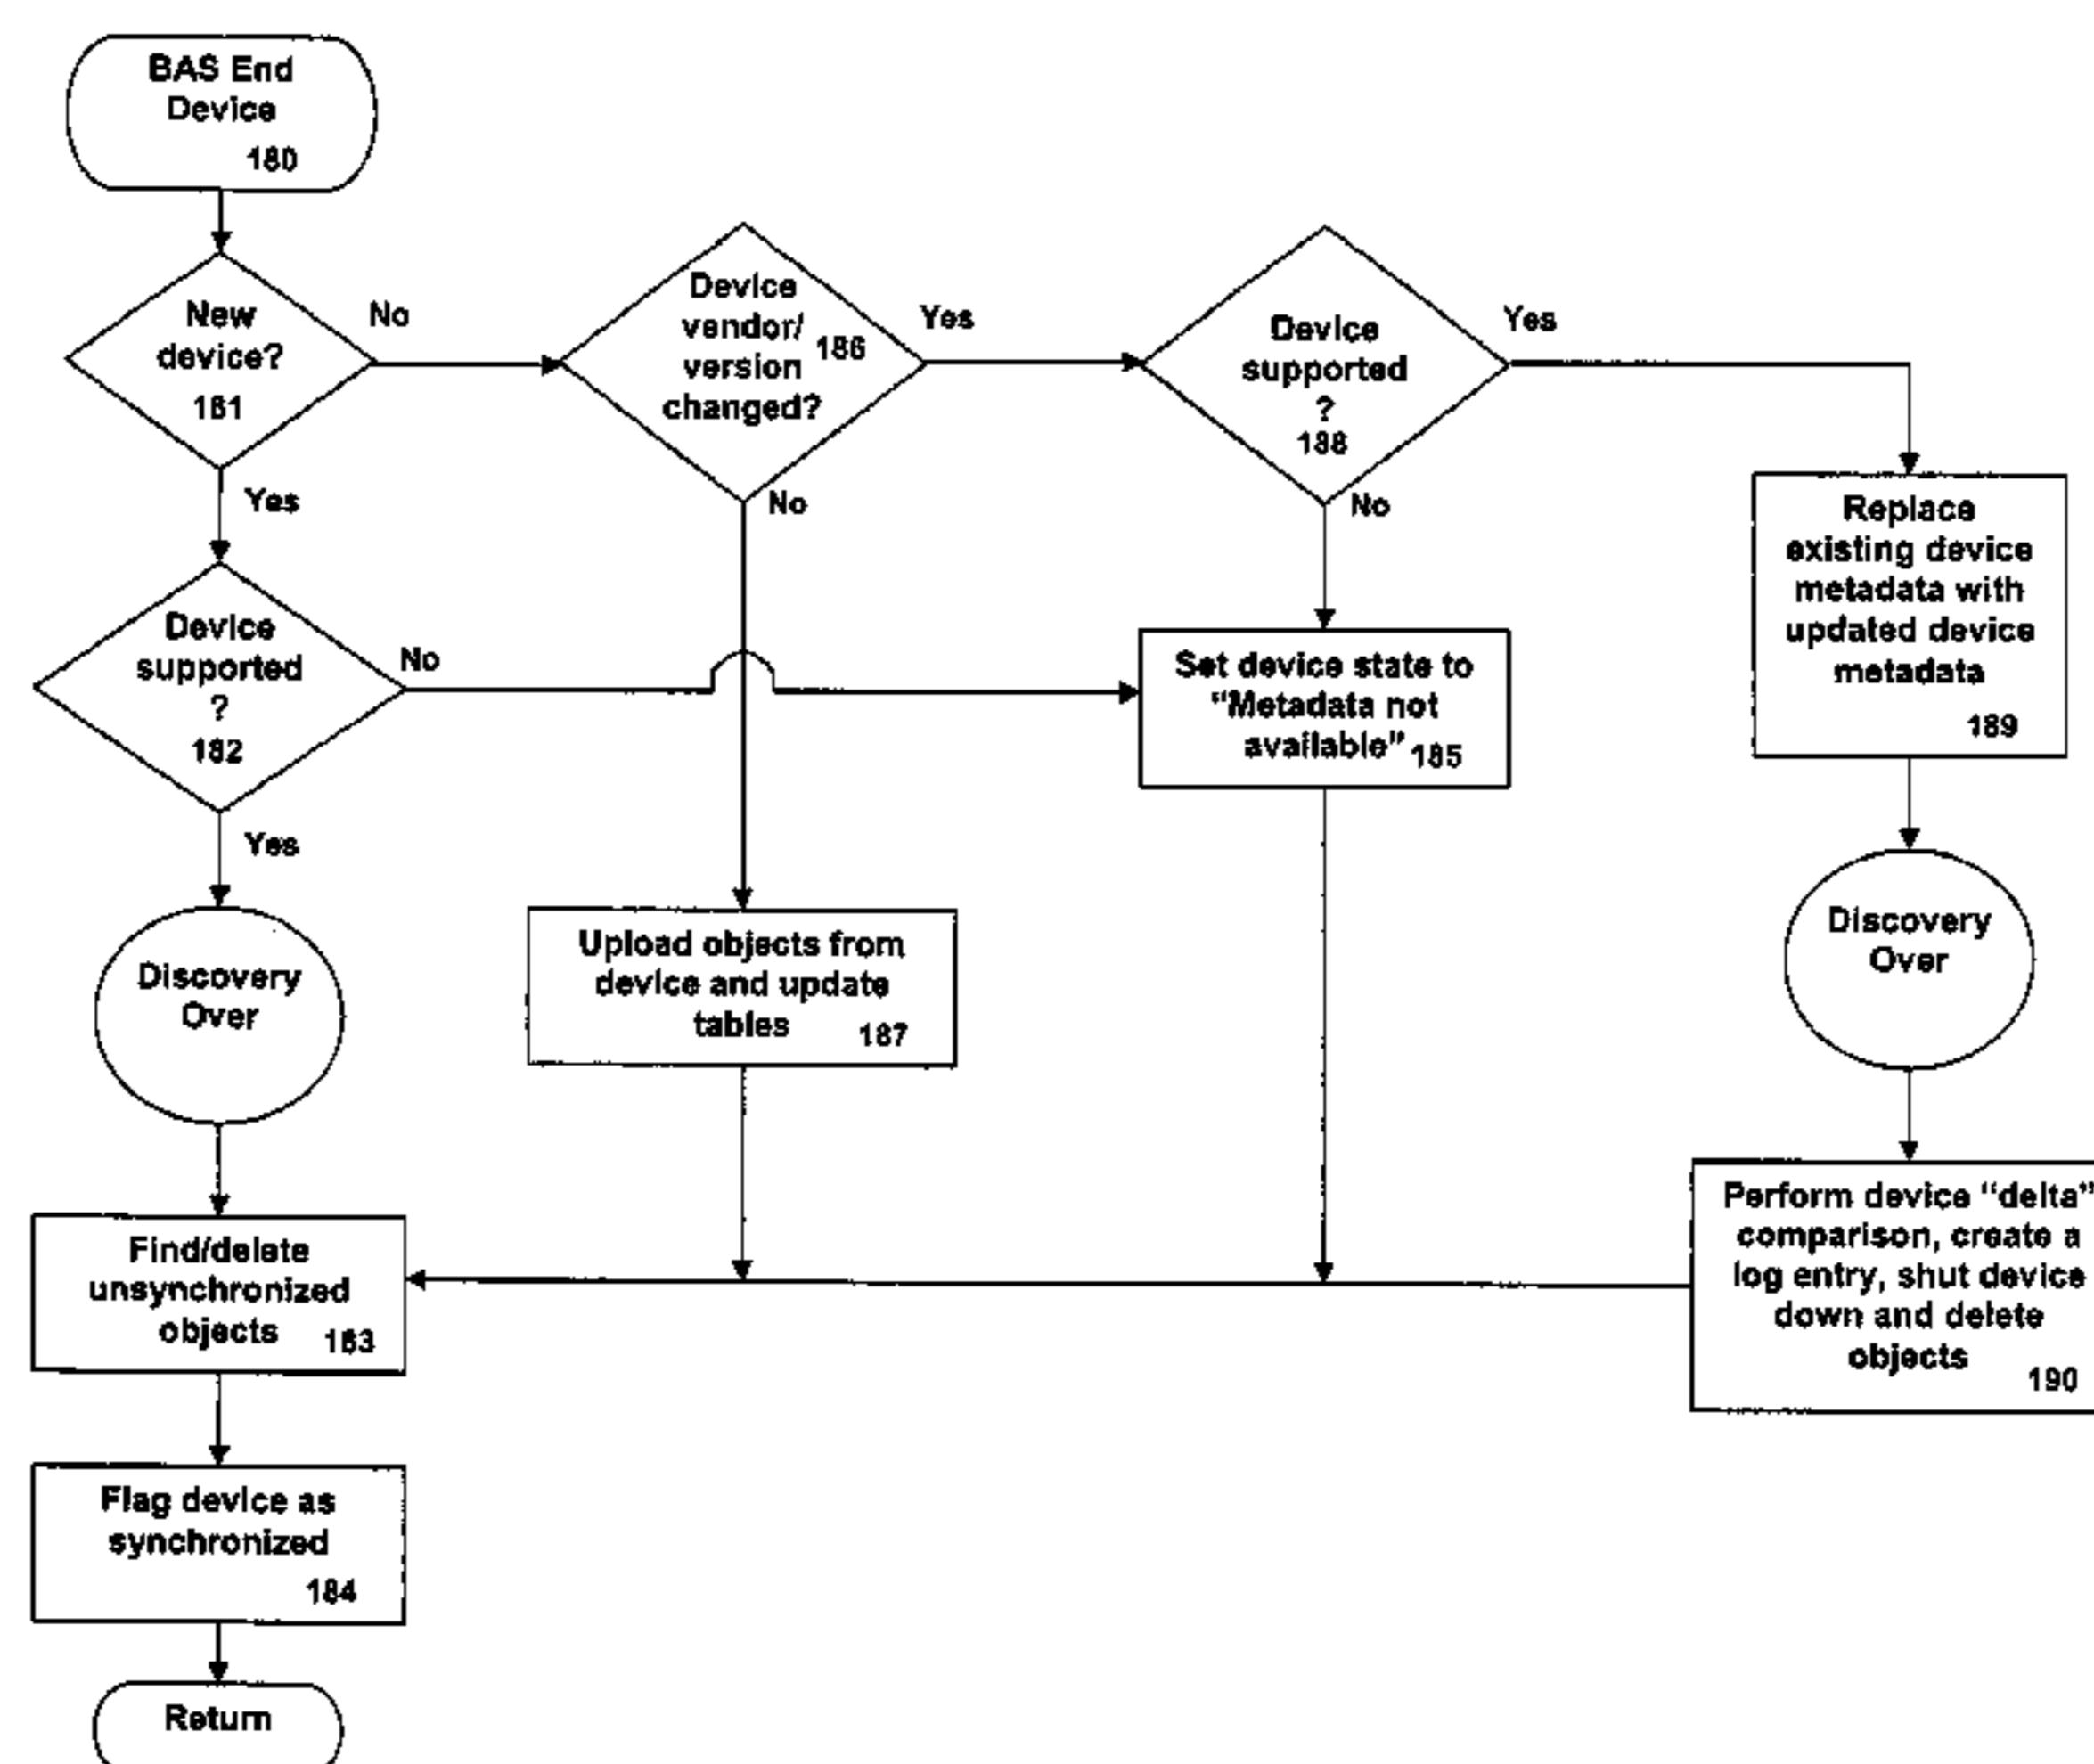 BAS End
Device
180
New
device?
181
No
Device
vendor/
version
changed?
186
Yes
Device
supported
?
188
Yes
Yes
No
No
Replace
existing device
metadata with
updated device
metadata
189
Device
supported
?
182
No
Set device state to
“Metadata not
available”
185
Yes
Discovery
Over
Upload objects from
device and update
tables
187
Discovery
Over
Find/delete
unsynchronized
objects
183
Perform device “delta”
comparison, create a
log entry, shut device
down and delete
objects
190
Flag device as
synchronized
184
Return